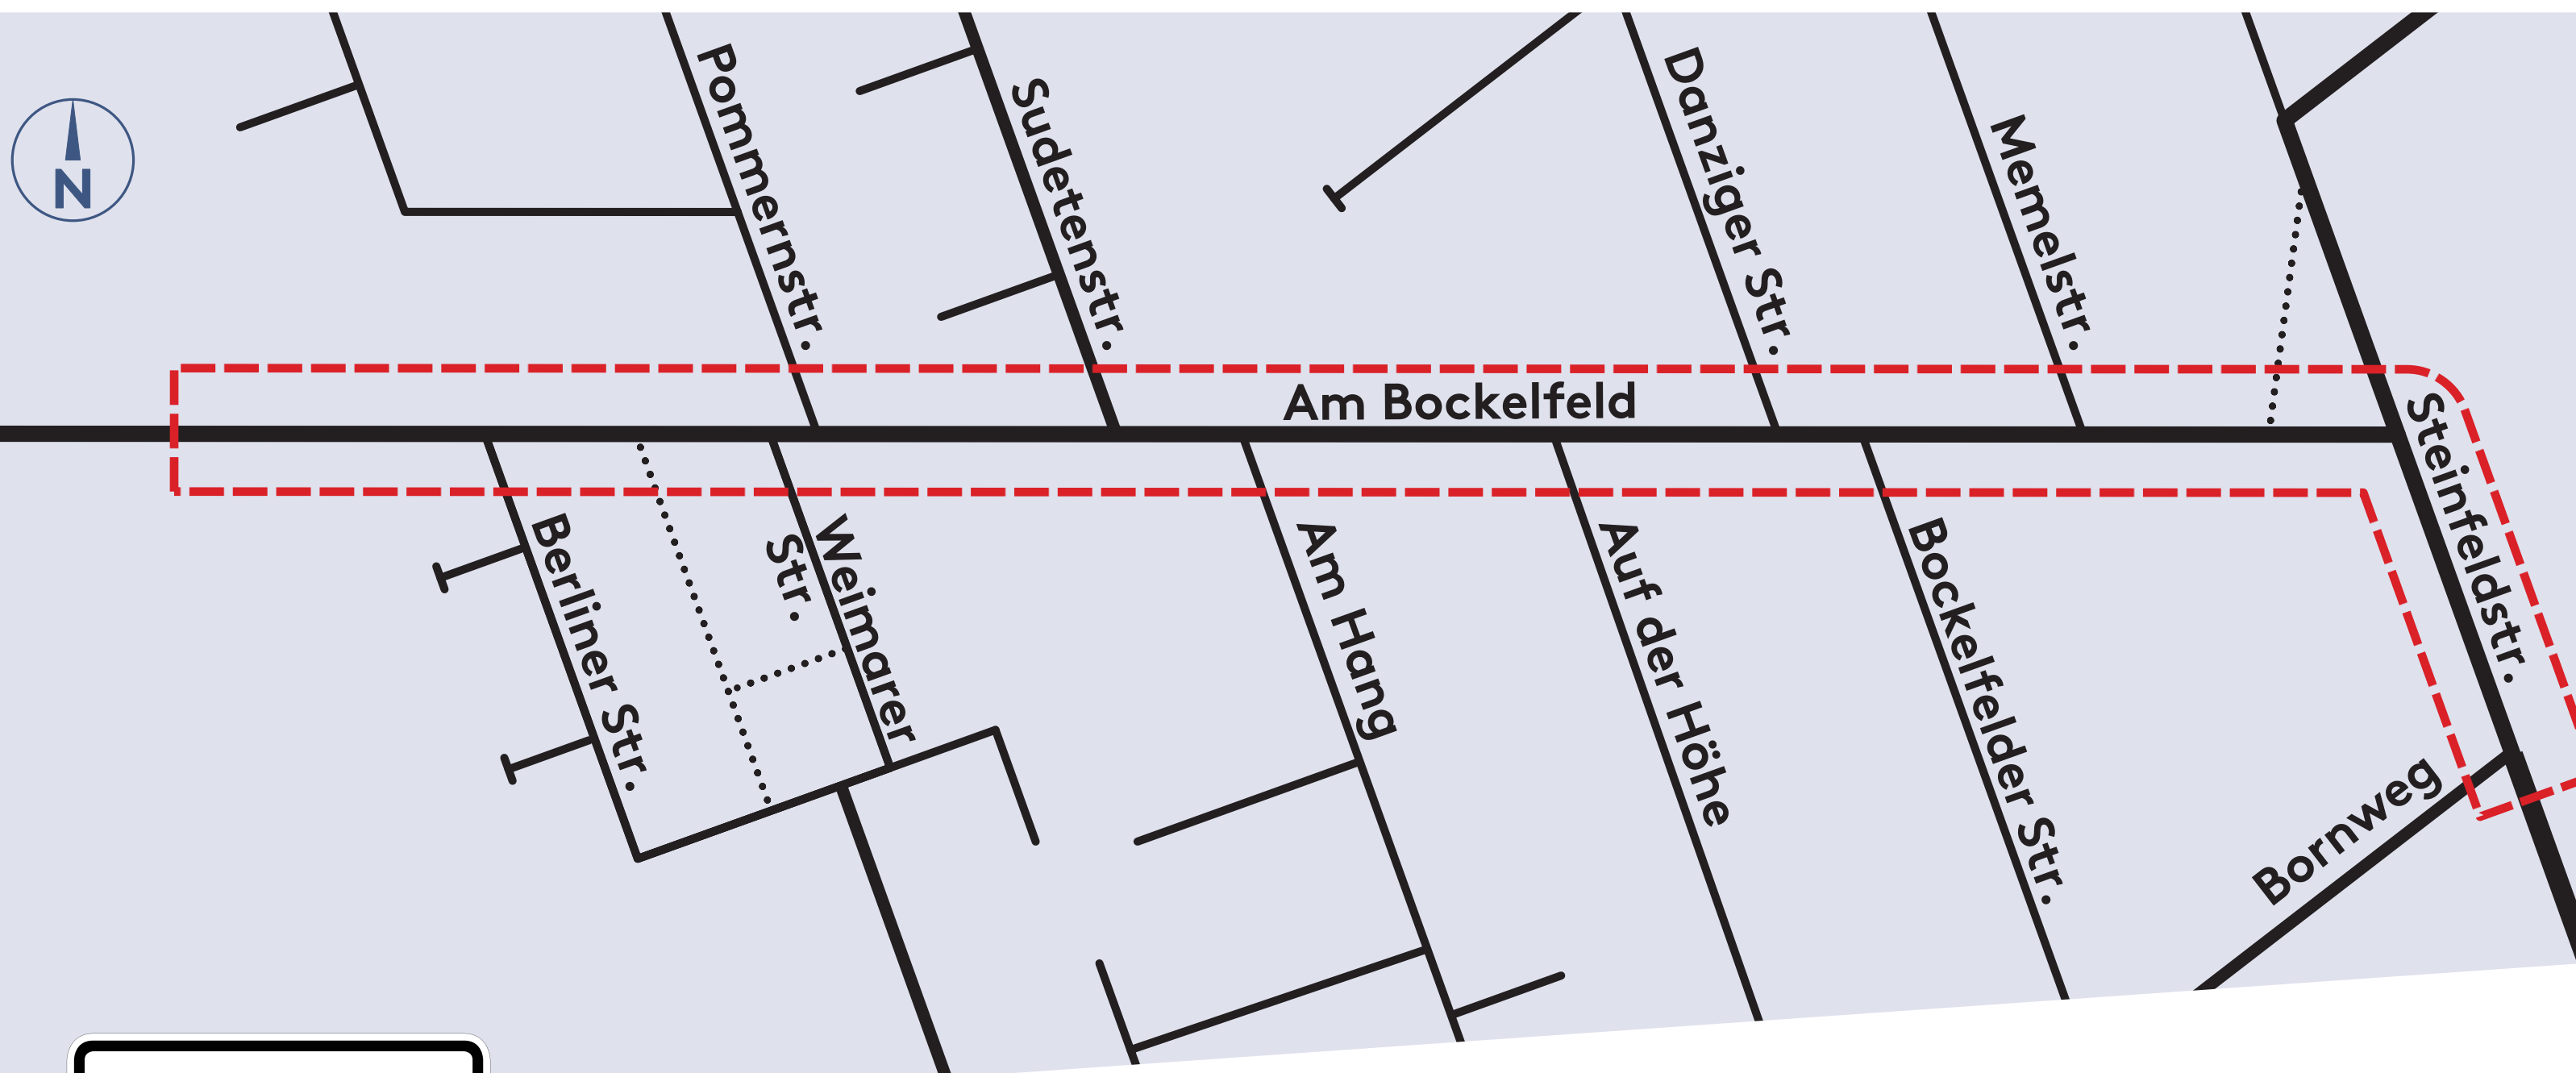 N
Pommernstr.
Sudetenstr.
Danziger Str.
Memelstr.
Am Bockelfeld
Steinfeldstr.
Berliner Str.
Weimarer
Str.
Am Hang
Auf der Höhe
Bockelfelder Str.
Bornweg